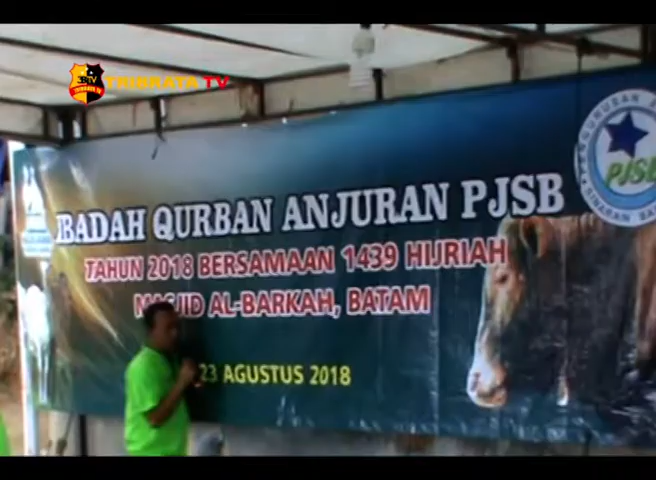 TRIBRATA TV
IBADAH QURBAN ANJURAN PJSB
TAHUN 2018 BERSAMAAN 1439 HIJRIAH
MASJID AL-BARKAH, BATAM
23 AGUSTUS 2018
PJSB